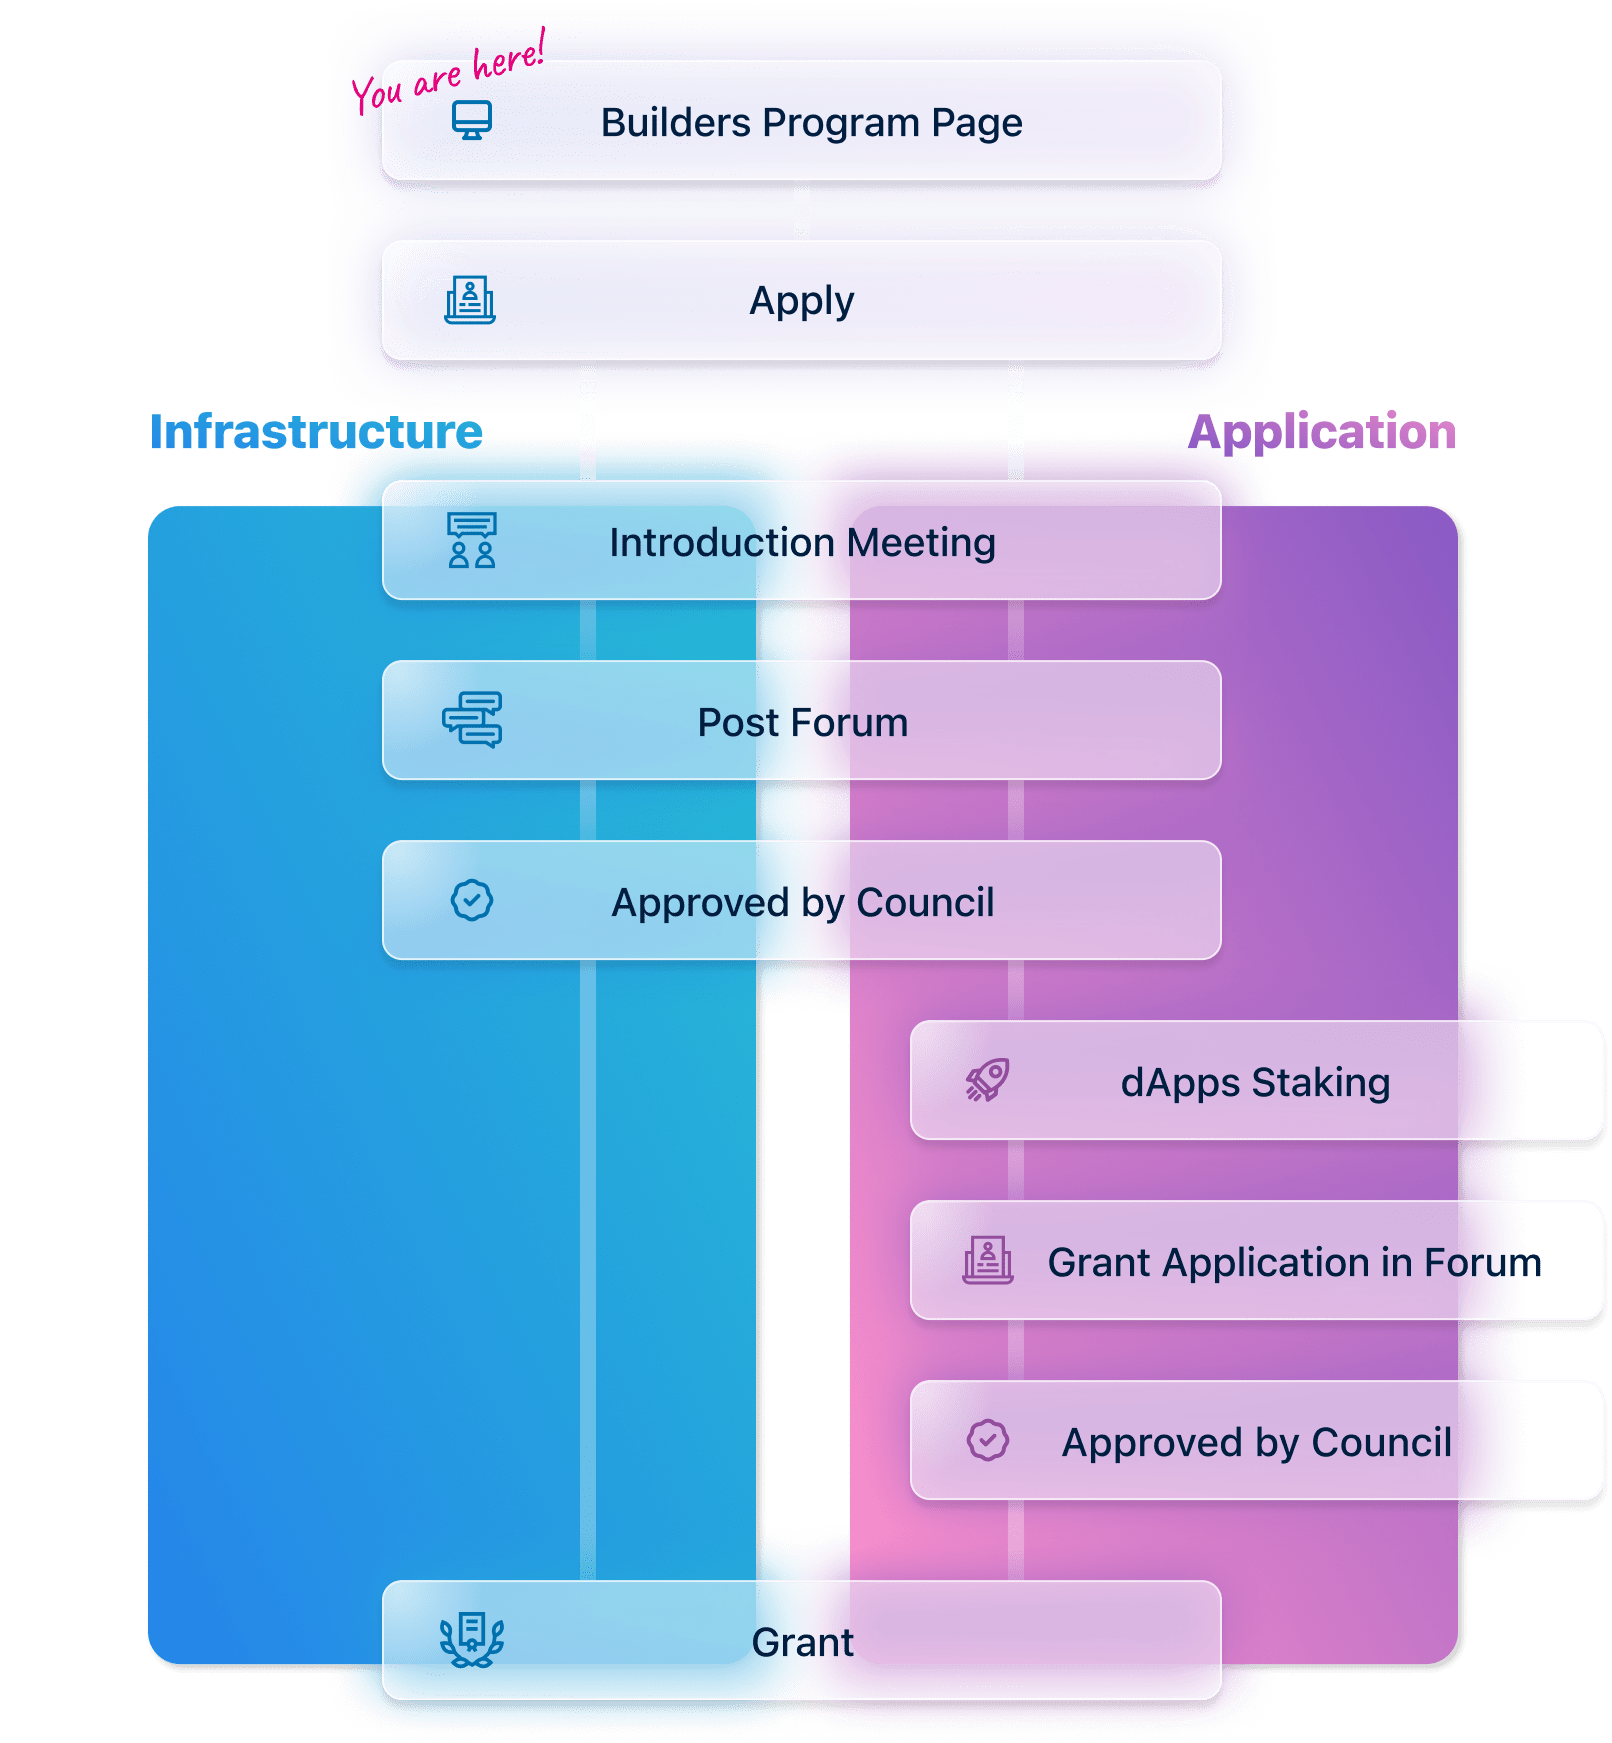 You are here!
Builders Program Page
Apply
Infrastructure
Application
Introduction Meeting
Post Forum
Approved by Council
dApps Staking
Grant Application in Forum
Approved by Council
Grant